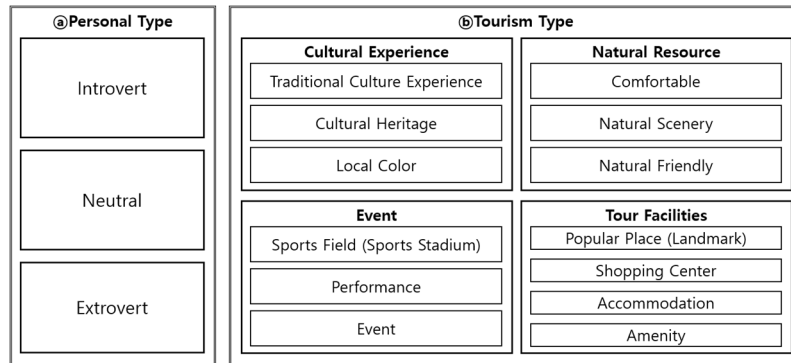 ⓐPersonal Type
Introvert
Neutral
Extrovert
ⓑTourism Type
Cultural Experience
Traditional Culture Experience
Cultural Heritage
Local Color
Natural Resource
Comfortable
Natural Scenery
Natural Friendly
Event
Sports Field (Sports Stadium)
Performance
Event
Tour Facilities
Popular Place (Landmark)
Shopping Center
Accommodation
Amenity